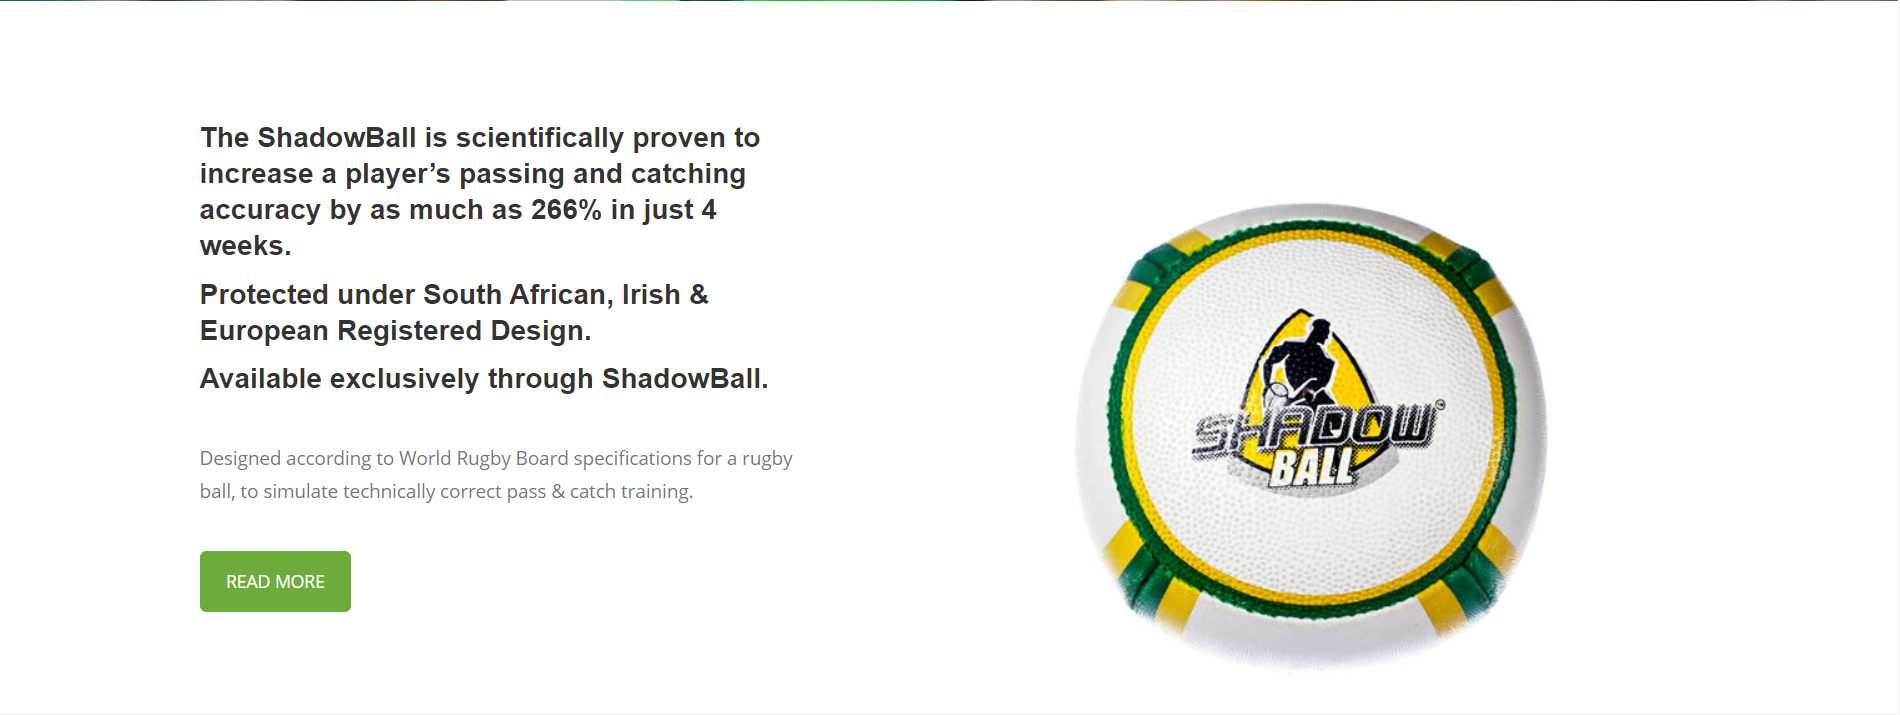 The ShadowBall is scientifically proven to
increase a player’s passing and catching
accuracy by as much as 266% in just 4
weeks.
Protected under South African, Irish &
European Registered Design.
Available exclusively through ShadowBall.
Designed according to World Rugby Board specifications for a rugby
ball, to simulate technically correct pass & catch training.
READ MORE
SHADOW™
BALL